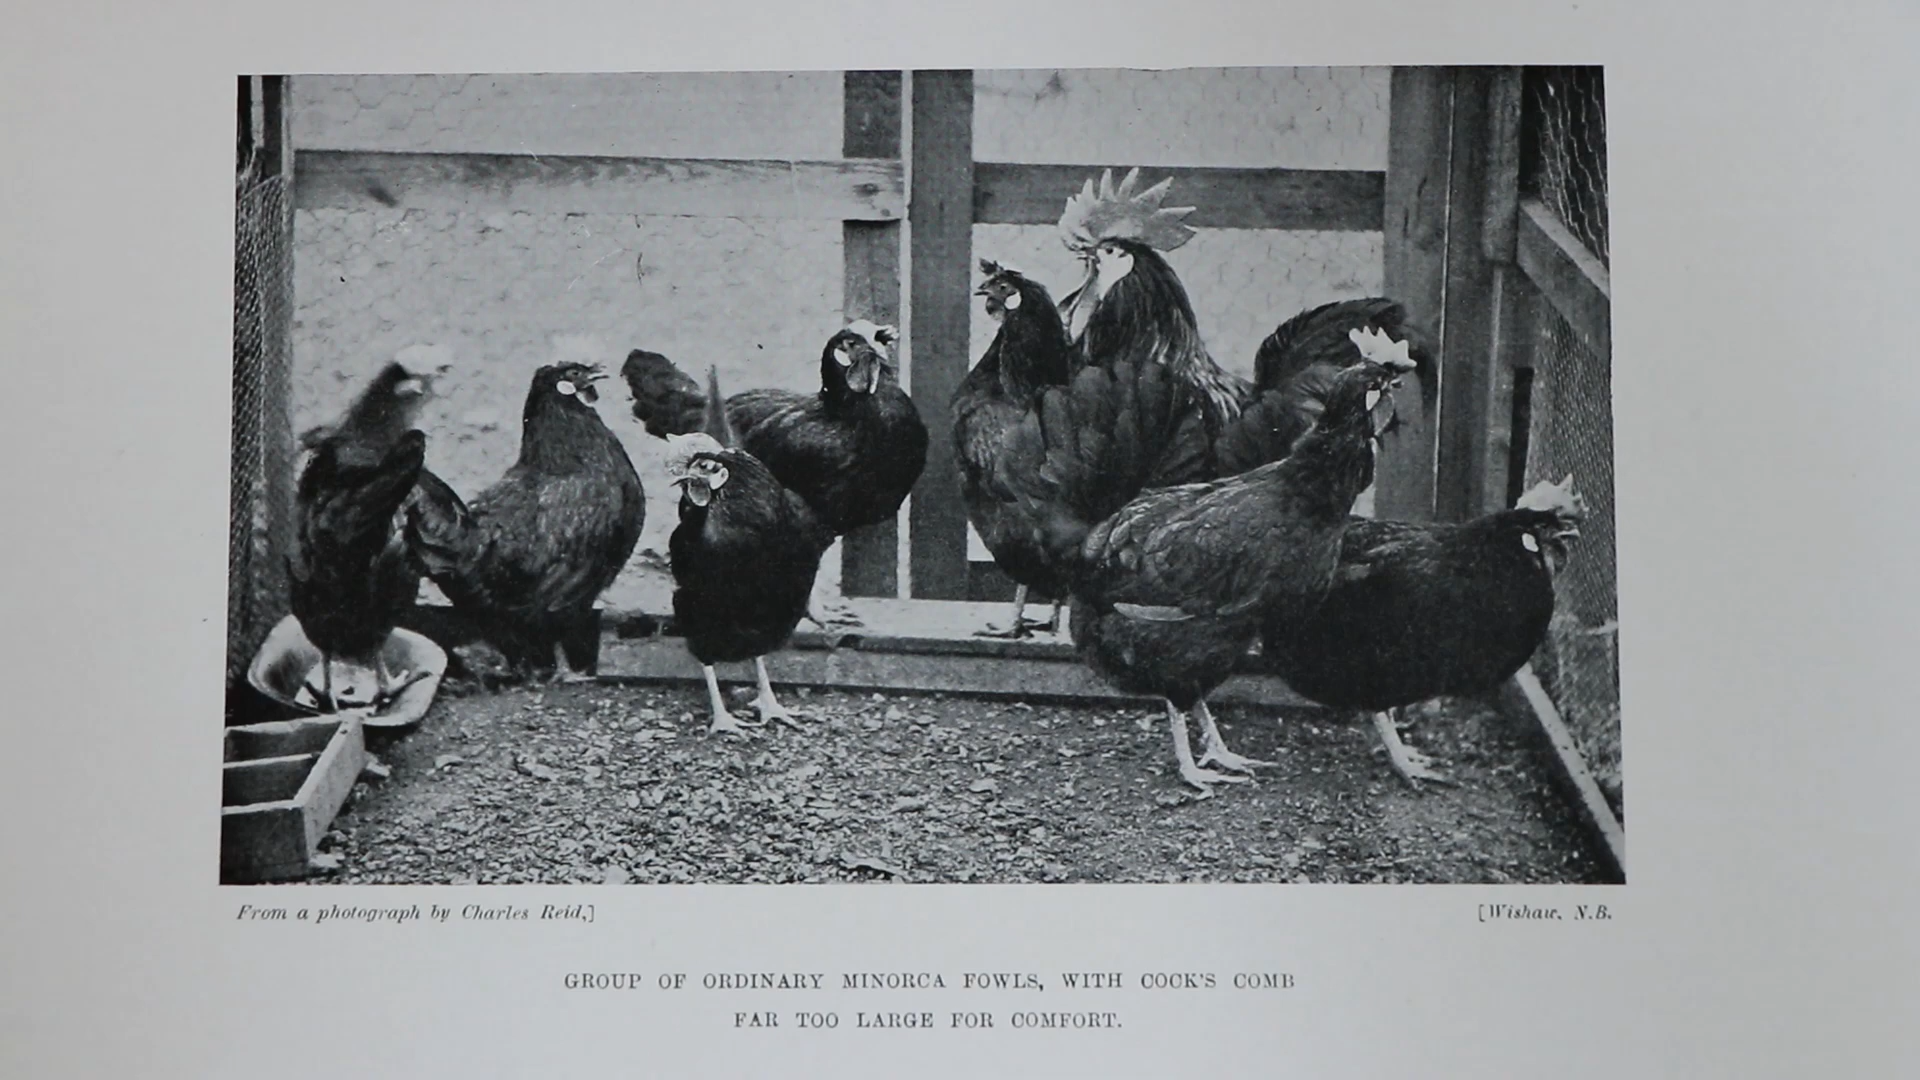 From a photograph by Charles Reid,] [Wishaw, N.B.
GROUP OF ORDINARY MINORCA FOWLS, WITH COCK'S COMB
FAR TOO LARGE FOR COMFORT.